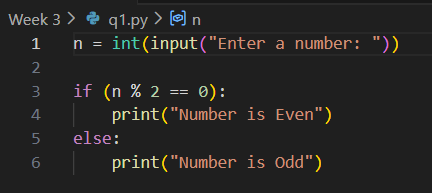 Week 3 > q1.py > n
1 n = int(input("Enter a number: "))
2
3 if (n % 2 == 0):
4     print("Number is Even")
5 else:
6     print("Number is Odd")